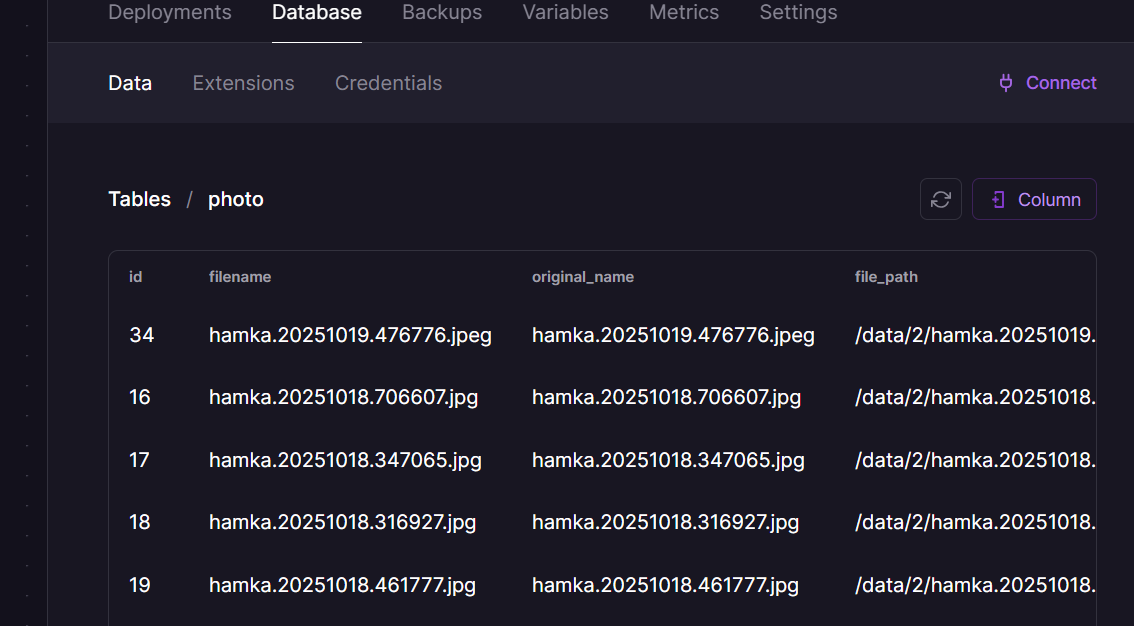 Deployments Database Backups Variables Metrics Settings
Data Extensions Credentials Connect
Tables / photo Column
id filename original_name file_path
34 hamka.20251019.476776.jpeg hamka.20251019.476776.jpeg /data/2/hamka.20251019.
16 hamka.20251018.706607.jpg hamka.20251018.706607.jpg /data/2/hamka.20251018.
17 hamka.20251018.347065.jpg hamka.20251018.347065.jpg /data/2/hamka.20251018.
18 hamka.20251018.316927.jpg hamka.20251018.316927.jpg /data/2/hamka.20251018.
19 hamka.20251018.461777.jpg hamka.20251018.461777.jpg /data/2/hamka.20251018.